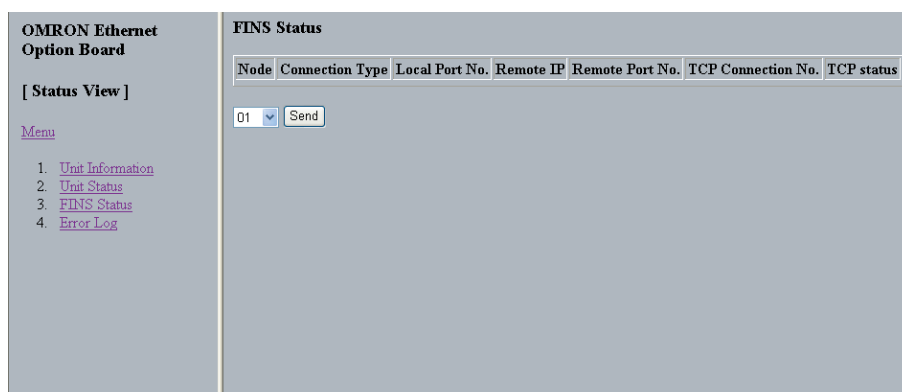 OMRON Ethernet
Option Board
[ Status View ]
Menu
1. Unit Information
2. Unit Status
3. FINS Status
4. Error Log
FINS Status
Node Connection Type Local Port No. Remote IP Remote Port No. TCP Connection No. TCP status
01 Send